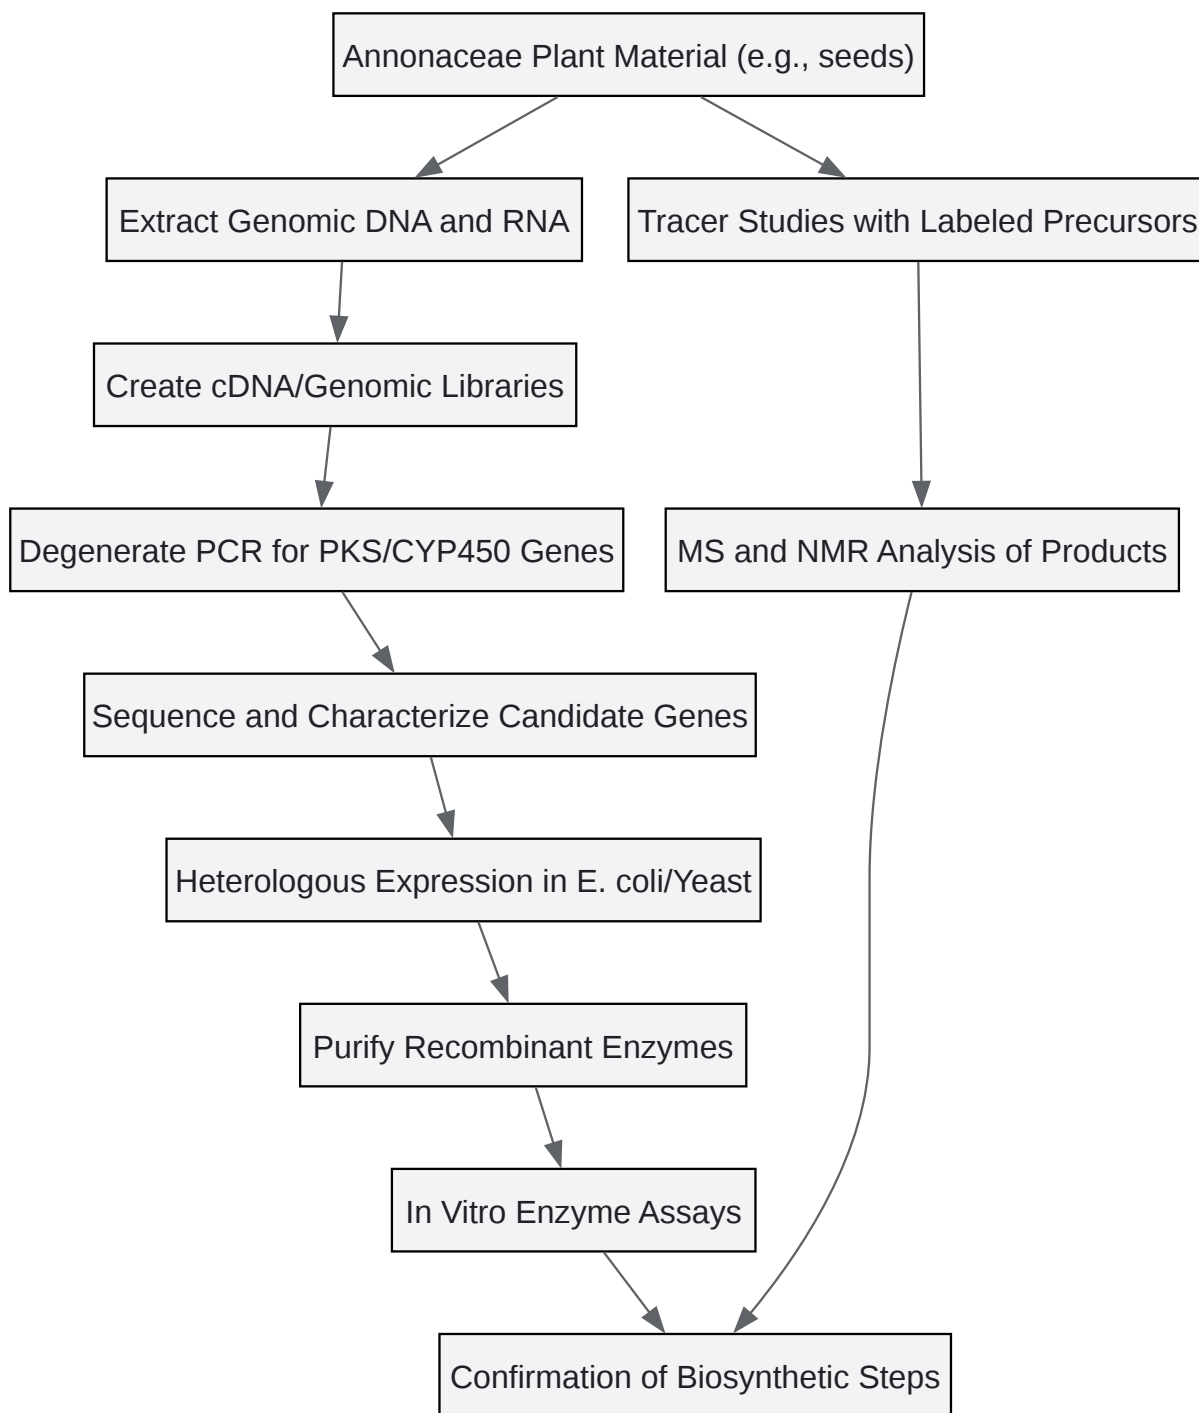 Annonaceae Plant Material (e.g., seeds)
Extract Genomic DNA and RNA
Tracer Studies with Labeled Precursors
Create cDNA/Genomic Libraries
Degenerate PCR for PKS/CYP450 Genes
MS and NMR Analysis of Products
Sequence and Characterize Candidate Genes
Heterologous Expression in E. coli/Yeast
Purify Recombinant Enzymes
In Vitro Enzyme Assays
Confirmation of Biosynthetic Steps